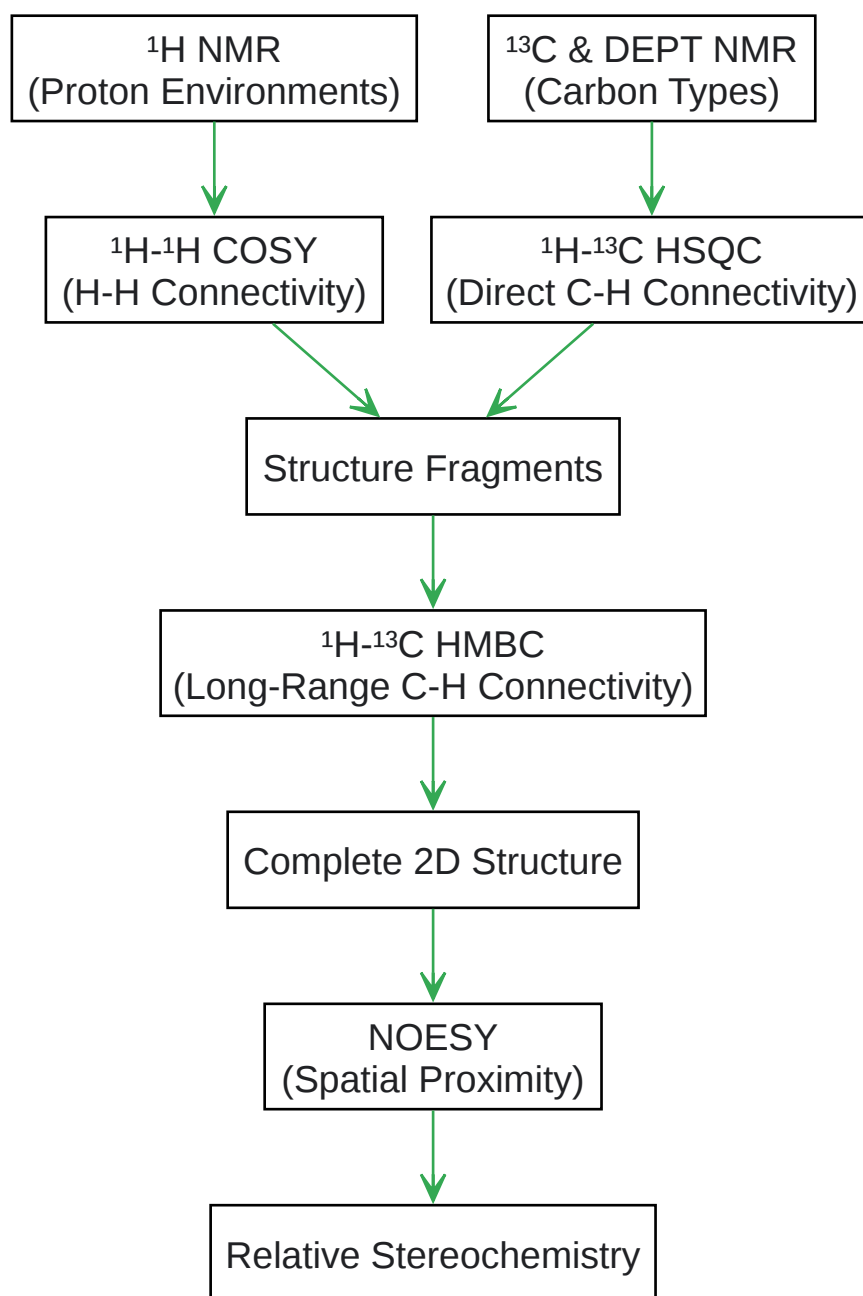 ¹H NMR
(Proton Environments)
¹³C & DEPT NMR
(Carbon Types)
¹H-¹H COSY
(H-H Connectivity)
¹H-¹³C HSQC
(Direct C-H Connectivity)
Structure Fragments
¹H-¹³C HMBC
(Long-Range C-H Connectivity)
Complete 2D Structure
NOESY
(Spatial Proximity)
Relative Stereochemistry